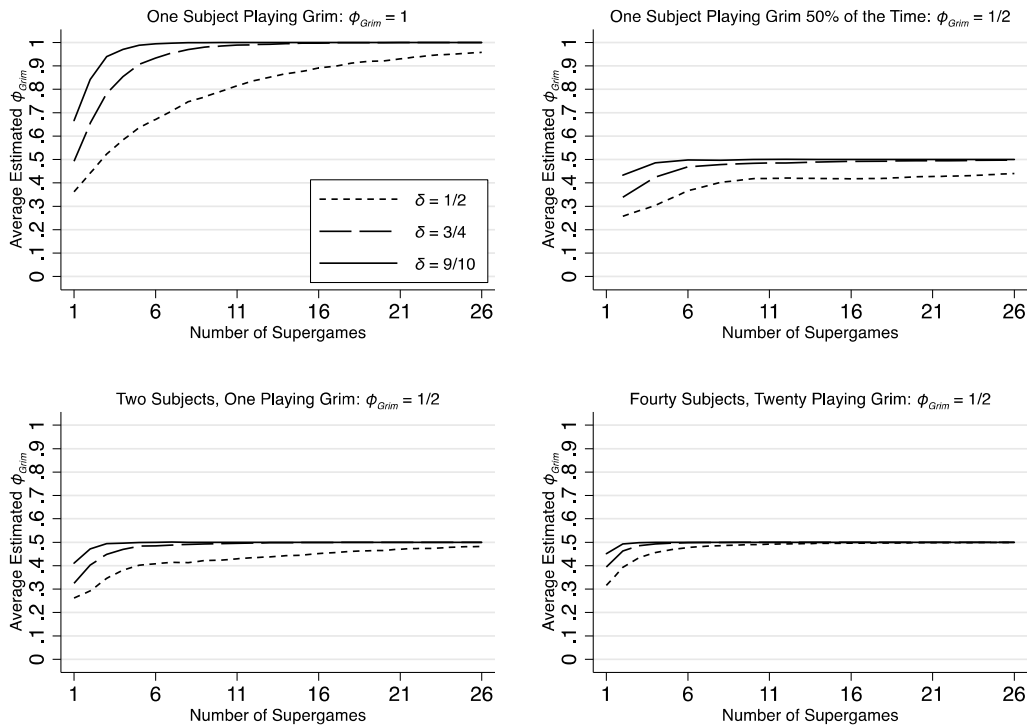 One Subject Playing Grim: ϕGrim = 1
Average Estimated ϕGrim
0 .1 .2 .3 .4 .5 .6 .7 .8 .9 1
δ = 1/2
δ = 3/4
δ = 9/10
1 6 11 16 21 26
Number of Supergames
One Subject Playing Grim 50% of the Time: ϕGrim = 1/2
Average Estimated ϕGrim
0 .1 .2 .3 .4 .5 .6 .7 .8 .9 1
1 6 11 16 21 26
Number of Supergames
Two Subjects, One Playing Grim: ϕGrim = 1/2
Average Estimated ϕGrim
0 .1 .2 .3 .4 .5 .6 .7 .8 .9 1
1 6 11 16 21 26
Number of Supergames
Fourty Subjects, Twenty Playing Grim: ϕGrim = 1/2
Average Estimated ϕGrim
0 .1 .2 .3 .4 .5 .6 .7 .8 .9 1
1 6 11 16 21 26
Number of Supergames